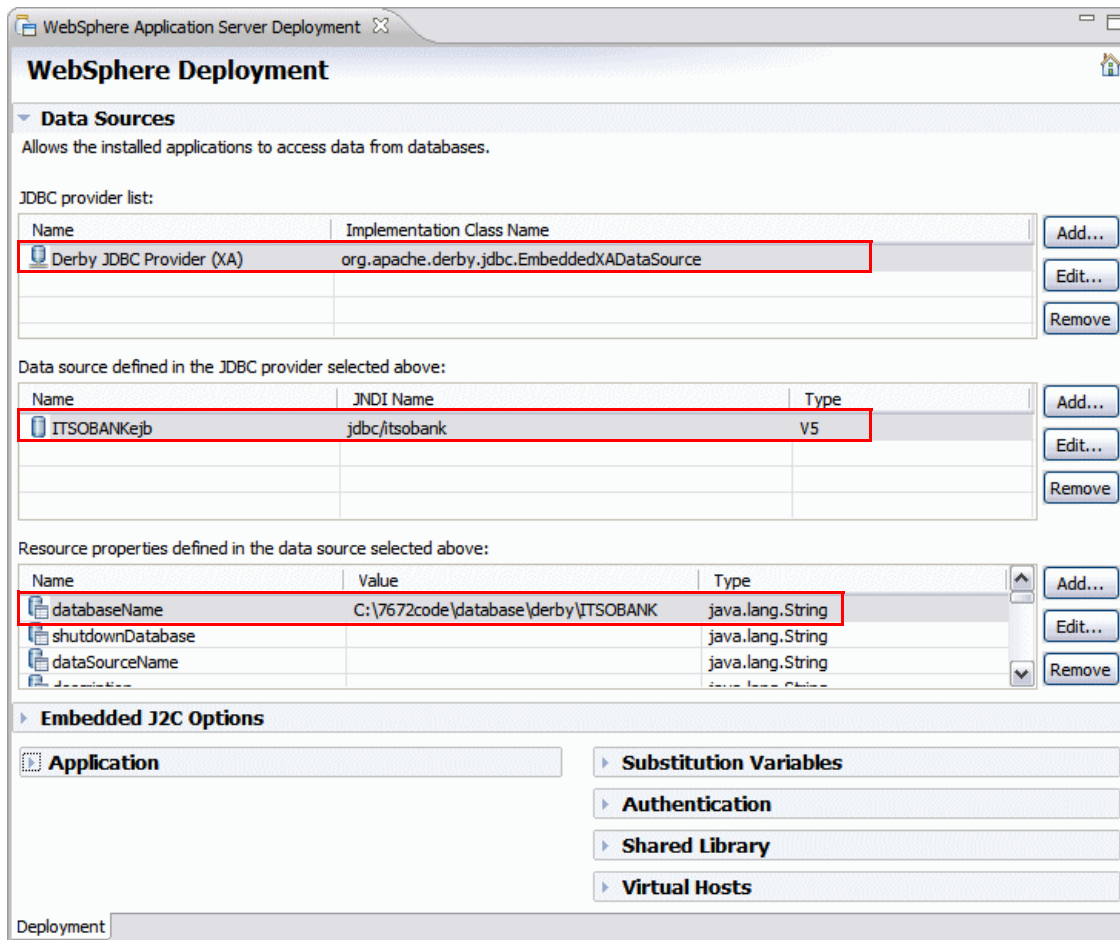 WebSphere Application Server Deployment
WebSphere Deployment
Data Sources
Allows the installed applications to access data from databases.
JDBC provider list:
Name Implementation Class Name
Derby JDBC Provider (XA) org.apache.derby.jdbc.EmbeddedXADataSource
Add...
Edit...
Remove
Data source defined in the JDBC provider selected above:
Name JNDI Name Type
ITSOBANKejb jdbc/itsobank V5
Add...
Edit...
Remove
Resource properties defined in the data source selected above:
Name Value Type
databaseName C:\7672code\database\derby\ITSOBANK java.lang.String
shutdownDatabase java.lang.String
dataSourceName java.lang.String
description java.lang.String
Add...
Edit...
Remove
Embedded J2C Options
Application
Substitution Variables
Authentication
Shared Library
Virtual Hosts
Deployment